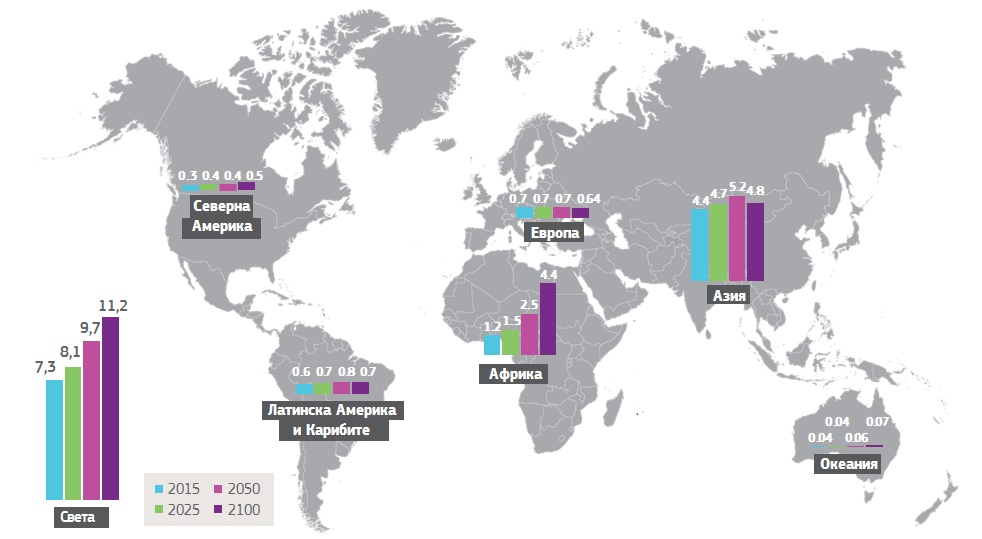 0.3 0.4 0.4 0.5
Северна
Америка
0.7 0.7 0.7 0.64
Европа
4.4 4.7 5.2 4.8
Азия
1.2 1.5 2.5 4.4
Африка
7,3 8,1 9,7 11,2
Света
0.6 0.7 0.8 0.7
Латинска Америка
и Карибите
0.04 0.04 0.06 0.07
Океания
2015 2050
2025 2100